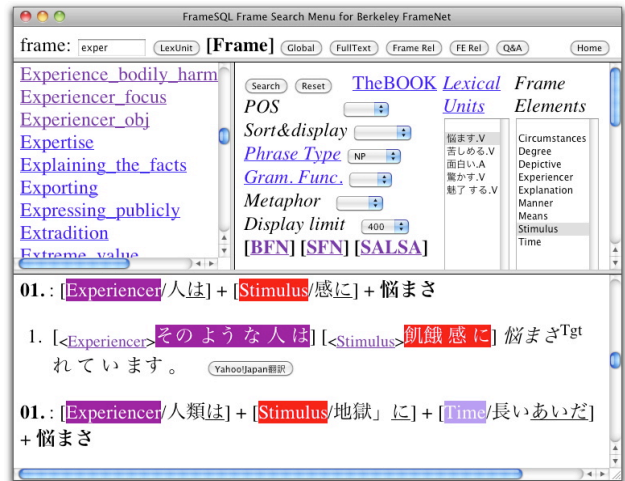 FrameSQL Frame Search Menu for Berkeley FrameNet
frame: exper LexUnit [Frame] Global FullText Frame Rel FE Rel Q&A Home
Experience_bodily_harm
Experiencer_focus
Experiencer_obj
Expertise
Explaining_the_facts
Exporting
Expressing_publicly
Extradition
Extreme_value
Search Reset TheBOOK
POS
Sort&display
Phrase Type NP
Gram. Func.
Metaphor
Display limit 400
[BFN] [SFN] [SALSA]
Lexical
Units
悩ます.V
苦しめる.V
面白い.A
驚かす.V
魅了 する.V
Frame
Elements
Circumstances
Degree
Depictive
Experiencer
Explanation
Manner
Means
Stimulus
Time
01. : [Experiencer/人は] + [Stimulus/感に] + 悩まさ
1. [<Experiencer>そ の よ う な 人 は] [<Stimulus>飢餓 感 に] 悩まさTgt
れ て い ま す 。 Yahoo!Japan翻訳
01. : [Experiencer/人類は] + [Stimulus/地獄」に] + [Time/長いあいだ]
+ 悩まさ